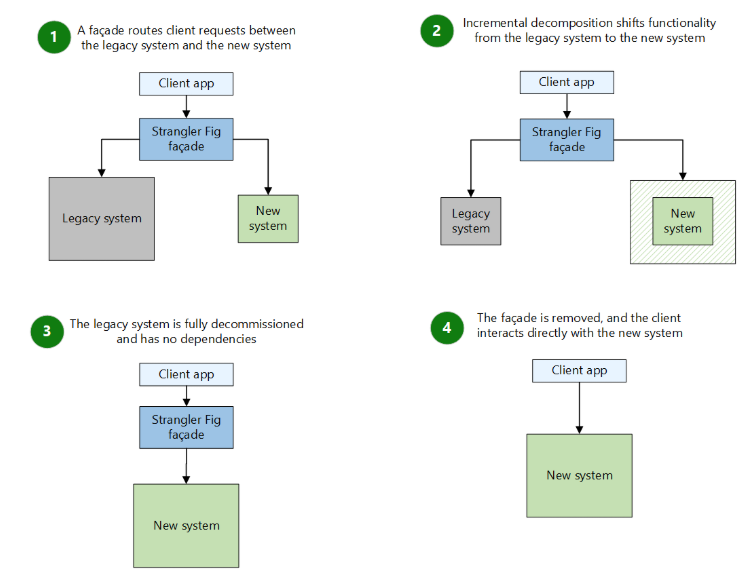 1
A façade routes client requests between
the legacy system and the new system
Client app
Strangler Fig
façade
Legacy system
New
system
2
Incremental decomposition shifts functionality
from the legacy system to the new system
Client app
Strangler Fig
façade
Legacy
system
New
system
3
The legacy system is fully decommissioned
and has no dependencies
Client app
Strangler Fig
façade
New system
4
The façade is removed, and the client
interacts directly with the new system
Client app
New system